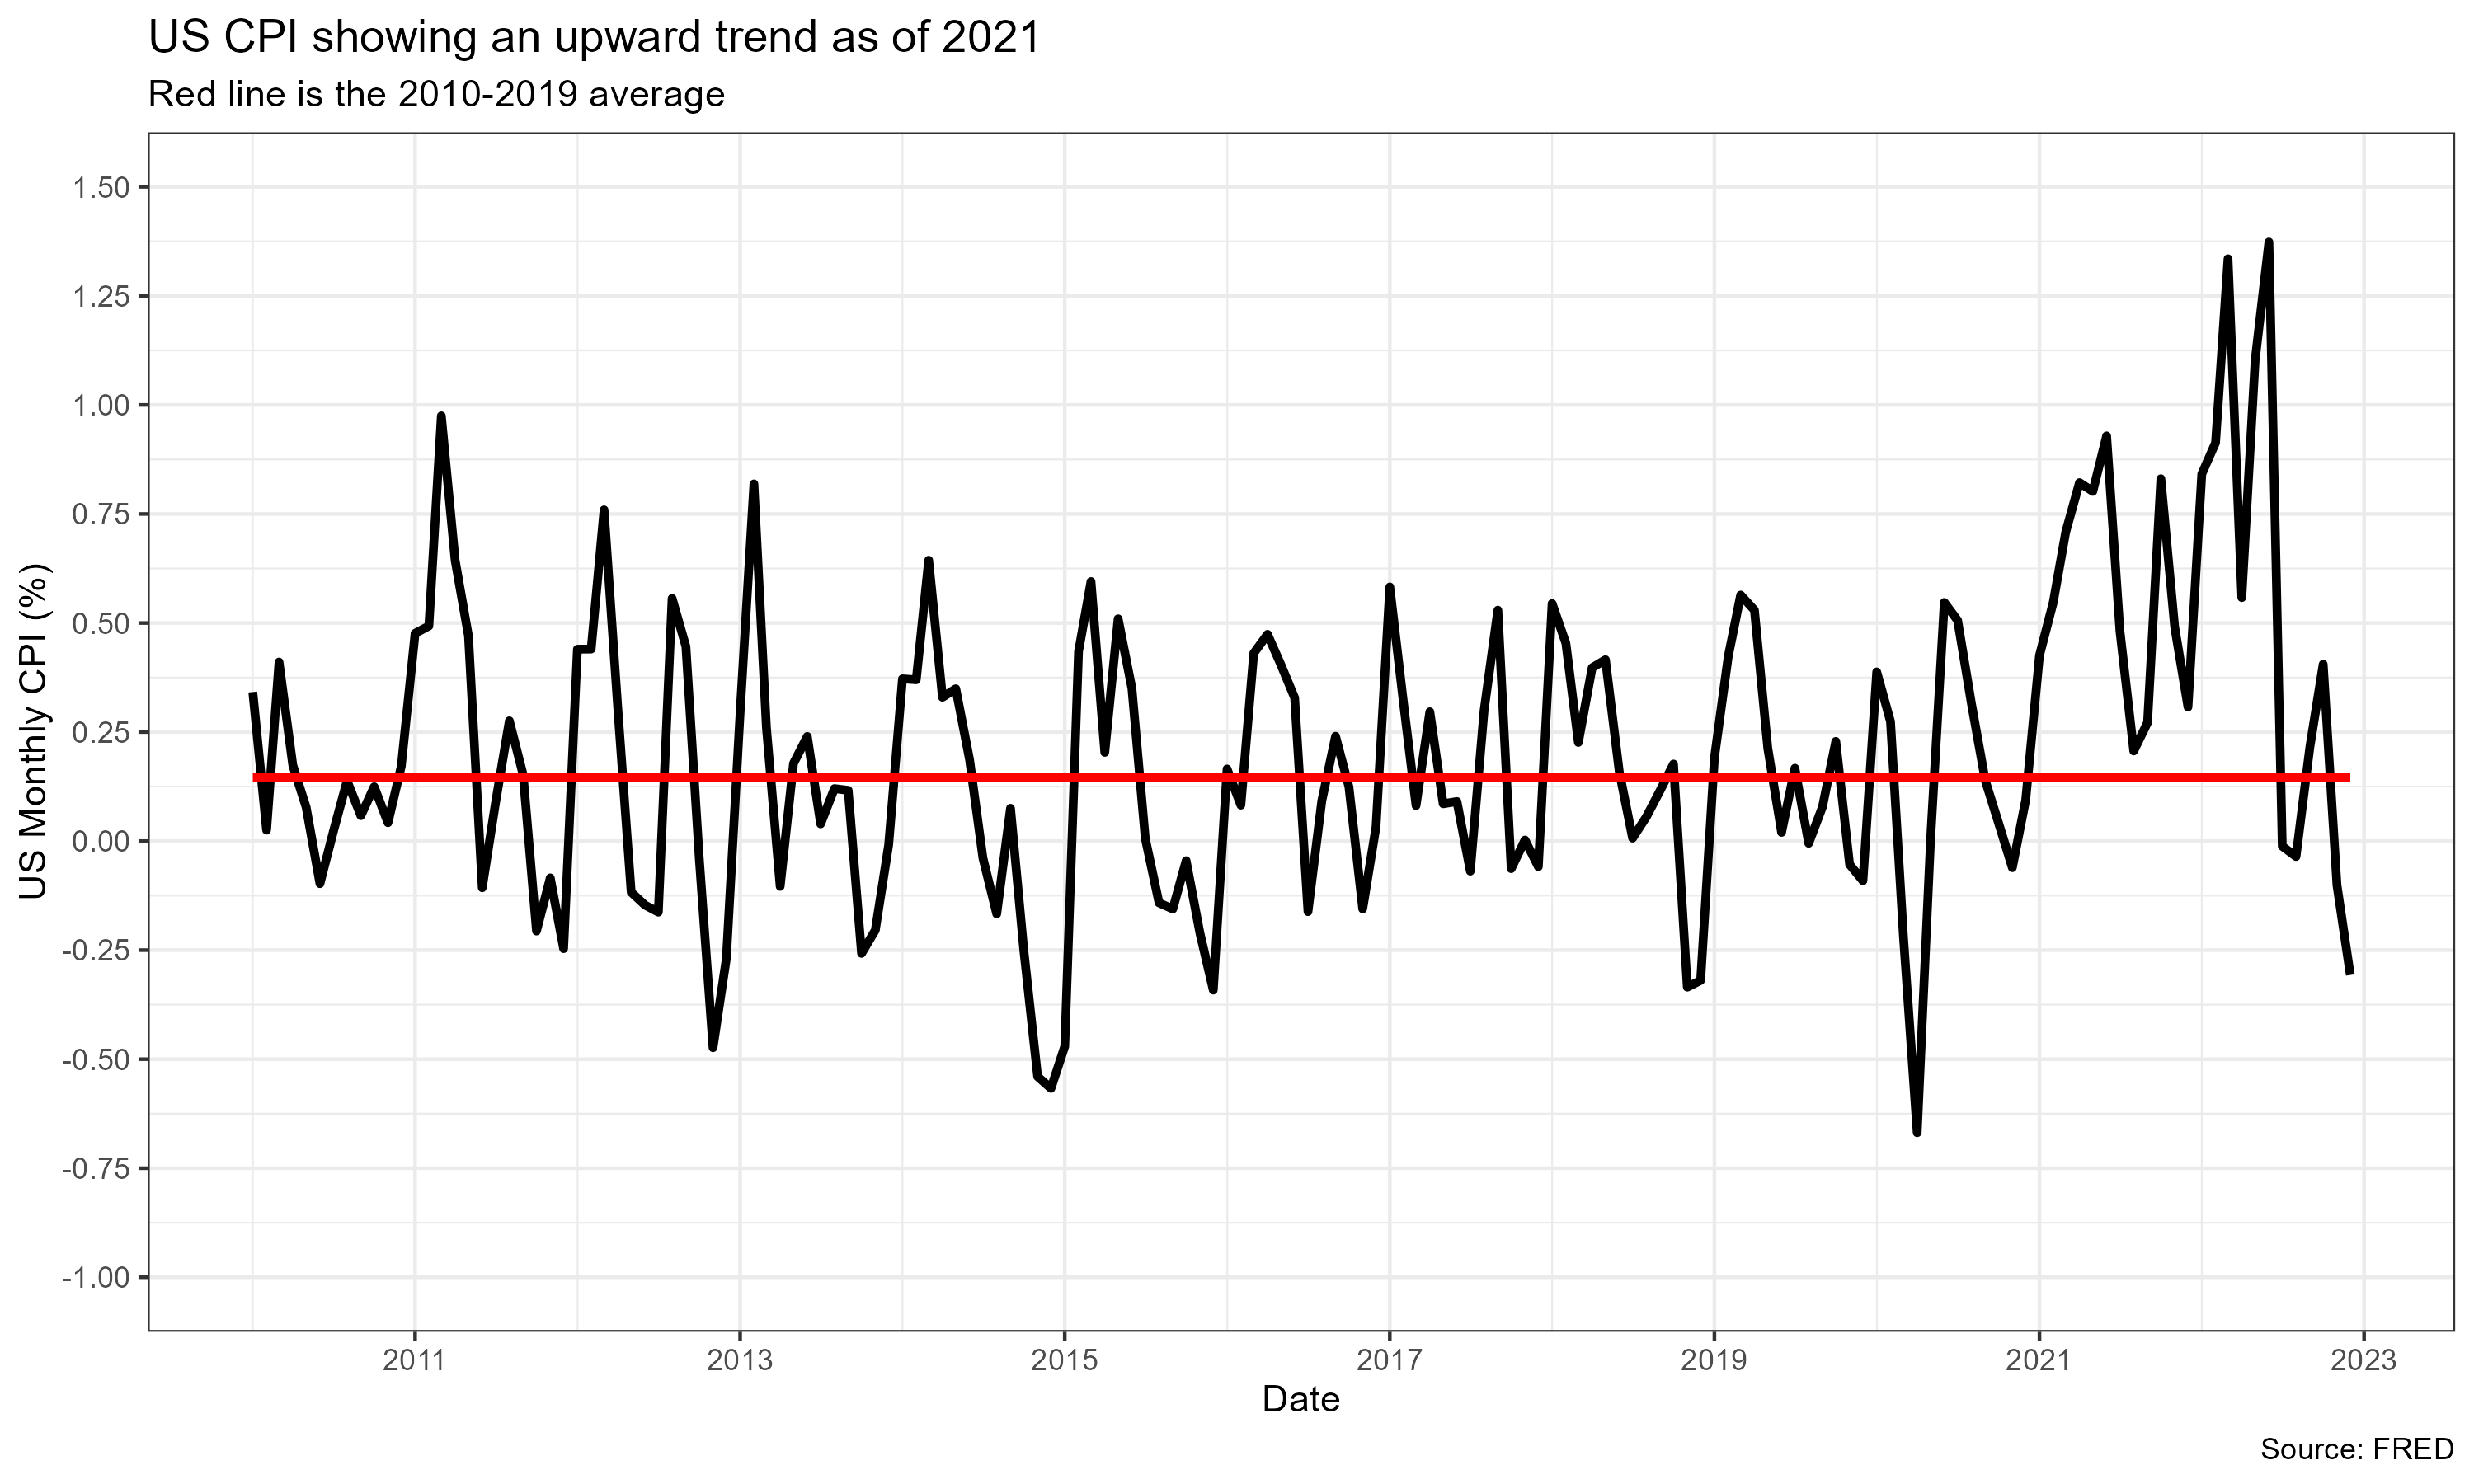 US CPI showing an upward trend as of 2021
Red line is the 2010-2019 average
US Monthly CPI (%)
1.50
1.25
1.00
0.75
0.50
0.25
0.00
-0.25
-0.50
-0.75
-1.00
2011 2013 2015 2017 2019 2021 2023
Date
Source: FRED